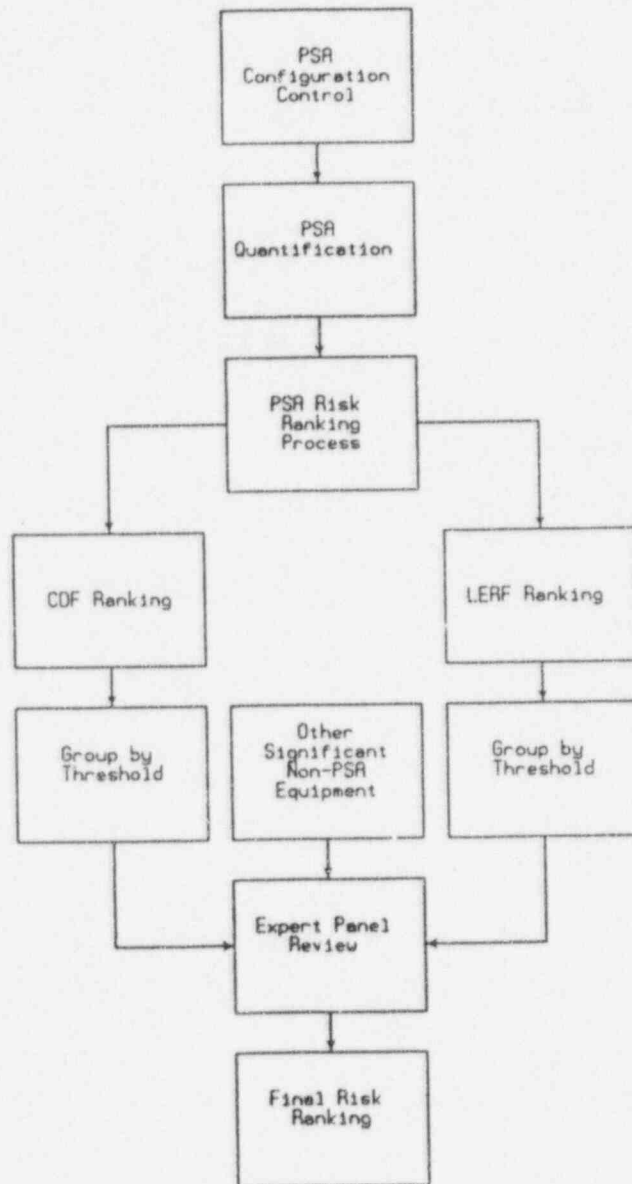 PSA
Configuration
Control
PSA
Quantification
PSA Risk
Ranking
Process
CDF Ranking
LERF Ranking
Group by
Threshold
Other
Significant
Non-PSA
Equipment
Group by
Threshold
Expert Panel
Review
Final Risk
Ranking